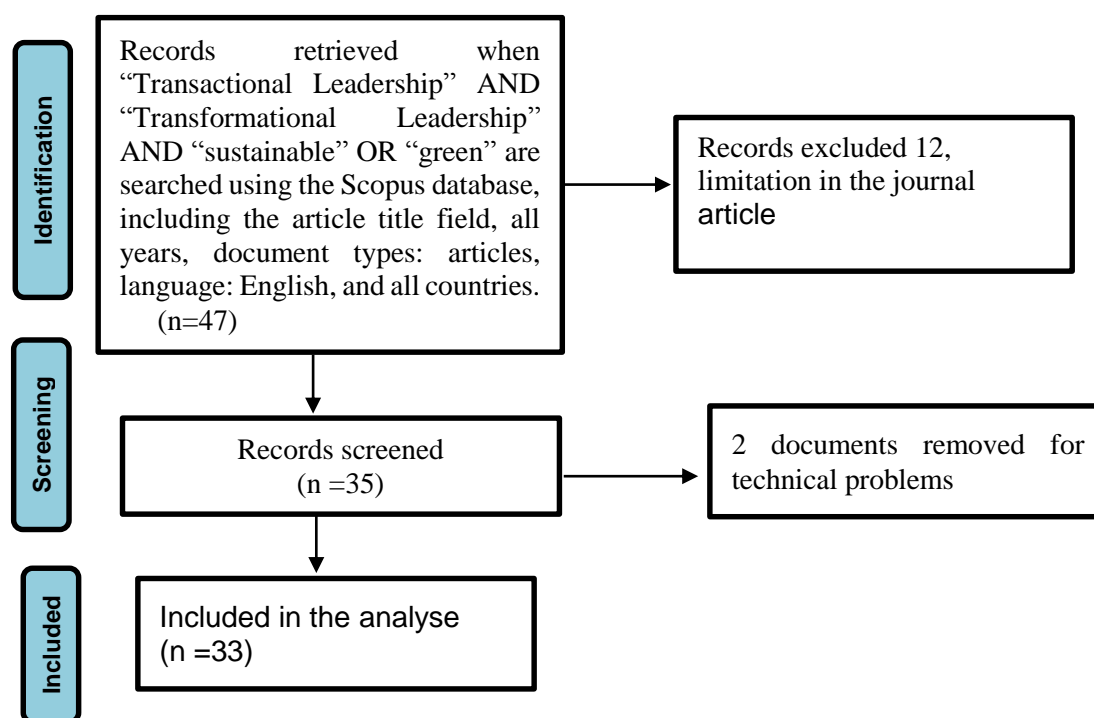 Identification
Records retrieved when
“Transactional Leadership” AND
“Transformational Leadership”
AND “sustainable” OR “green” are
searched using the Scopus database,
including the article title field, all
years, document types: articles,
language: English, and all countries.
(n=47)
Records excluded 12,
limitation in the journal
article
Screening
Records screened
(n =35)
2 documents removed for
technical problems
Included
Included in the analyse
(n =33)